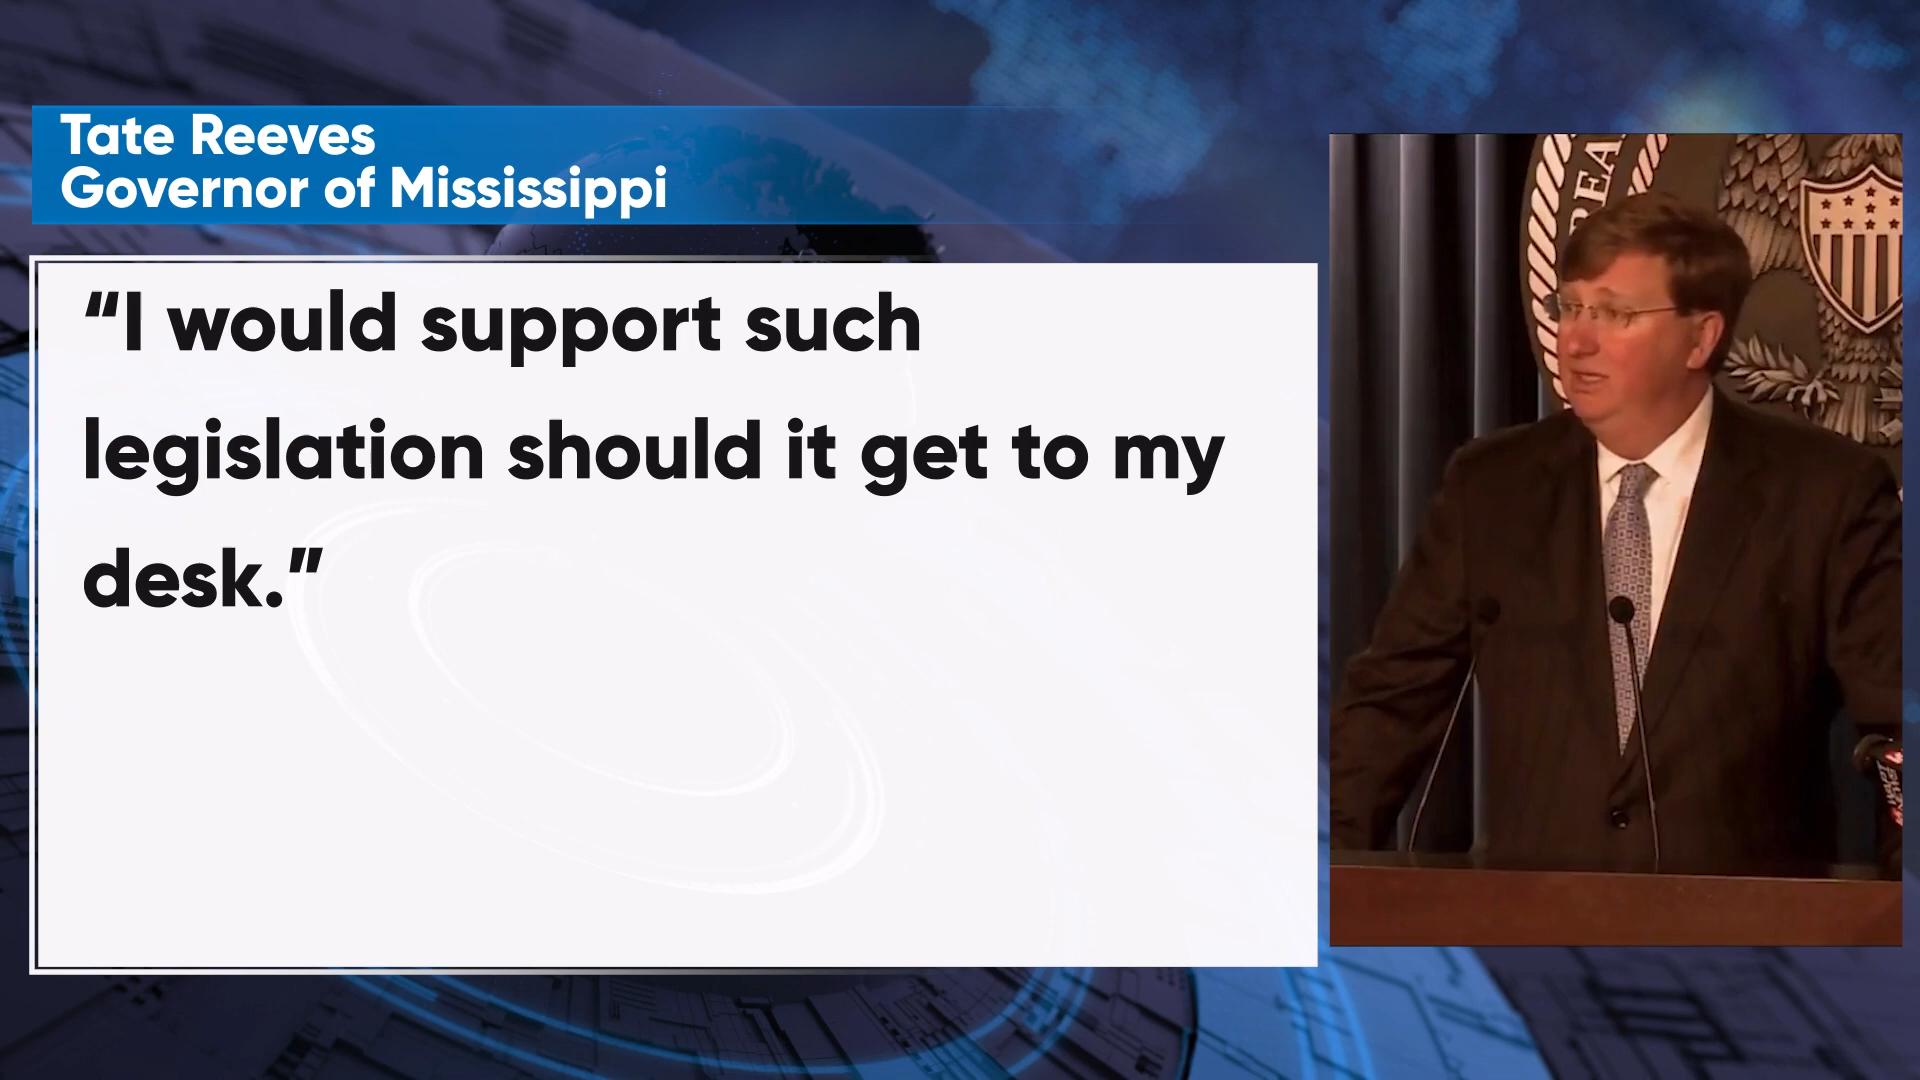 Tate Reeves
Governor of Mississippi
“I would support such
legislation should it get to my
desk.”